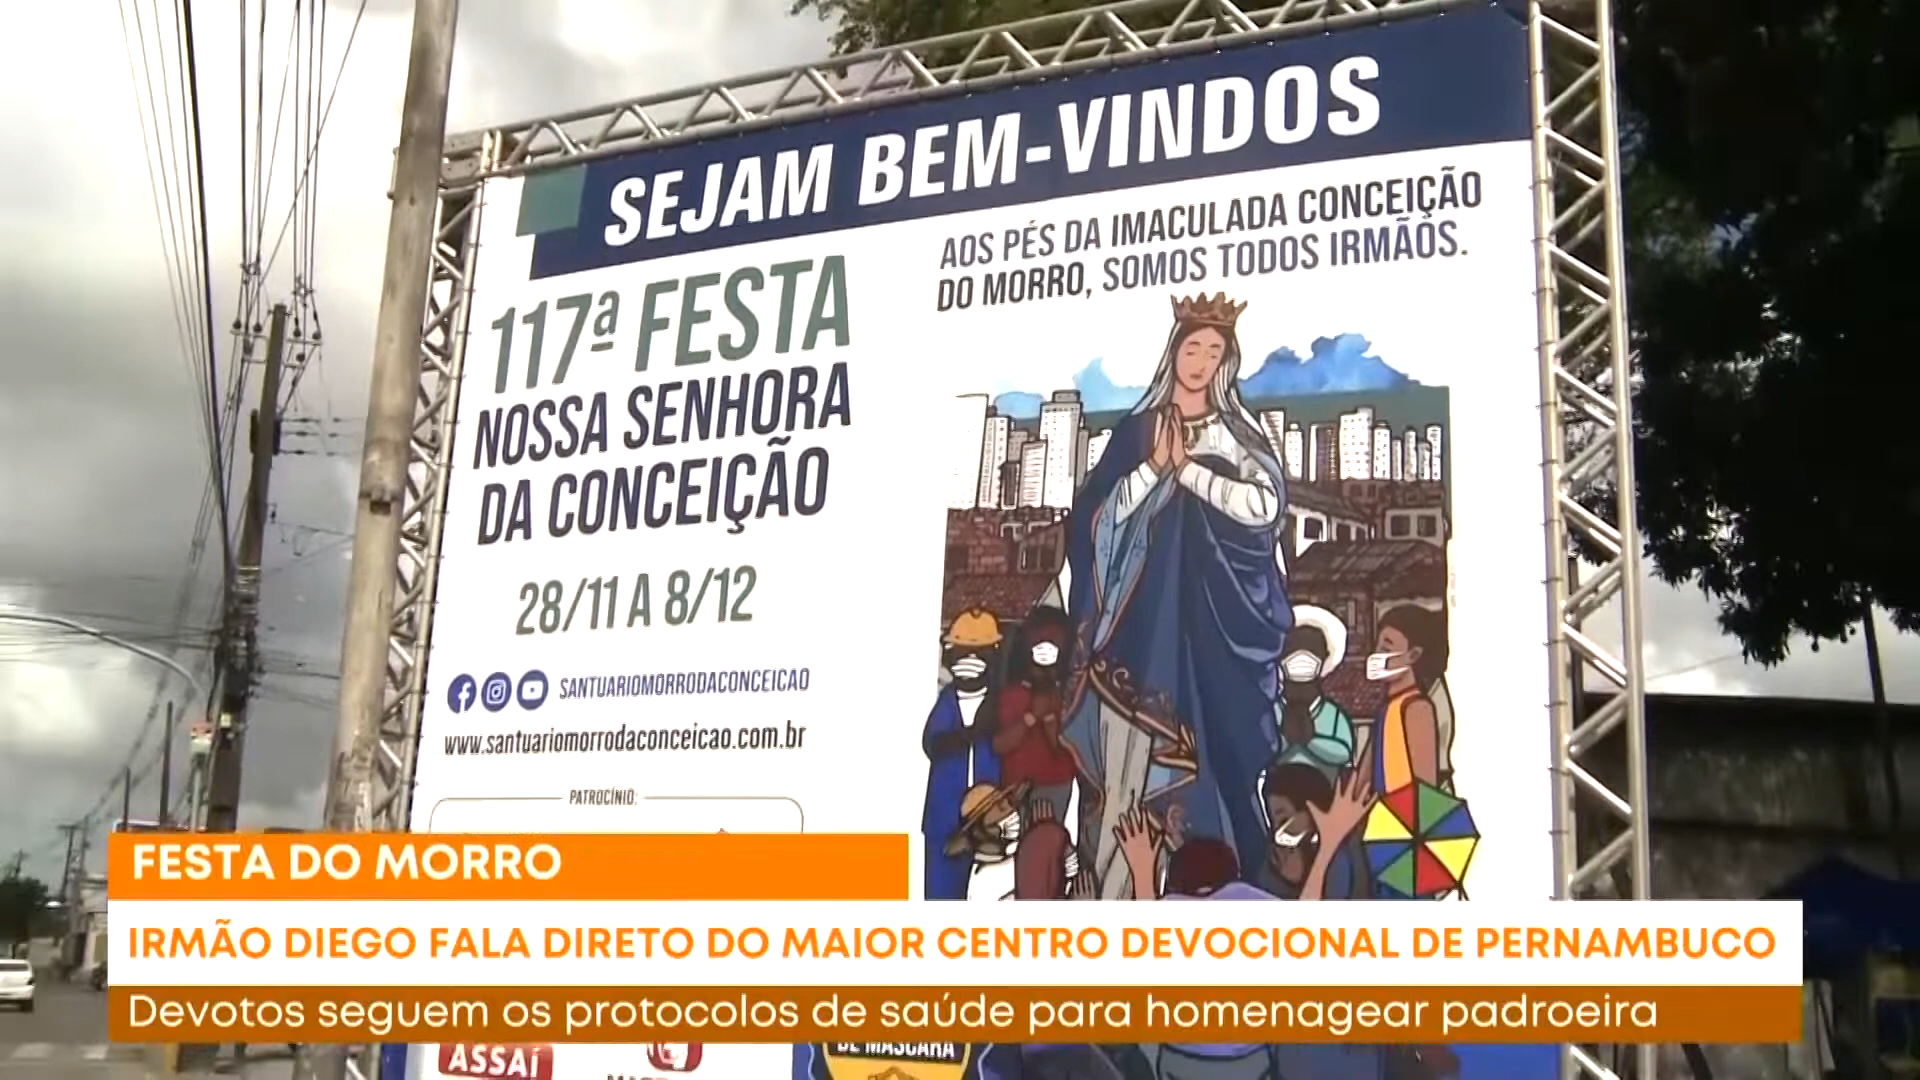 SEJAM BEM-VINDOS
117ª FESTA
NOSSA SENHORA
DA CONCEIÇÃO
28/11 A 8/12
SANTUARIOMORRODACONCEICAO
www.santuariomorrodaconceicao.com.br
PATROCÍNIO:
AOS PÉS DA IMACULADA CONCEIÇÃO
DO MORRO, SOMOS TODOS IRMÃOS.
FESTA DO MORRO
IRMÃO DIEGO FALA DIRETO DO MAIOR CENTRO DEVOCIONAL DE PERNAMBUCO
Devotos seguem os protocolos de saúde para homenagear padroeira
ASSAÍ
DE MÁSCARA